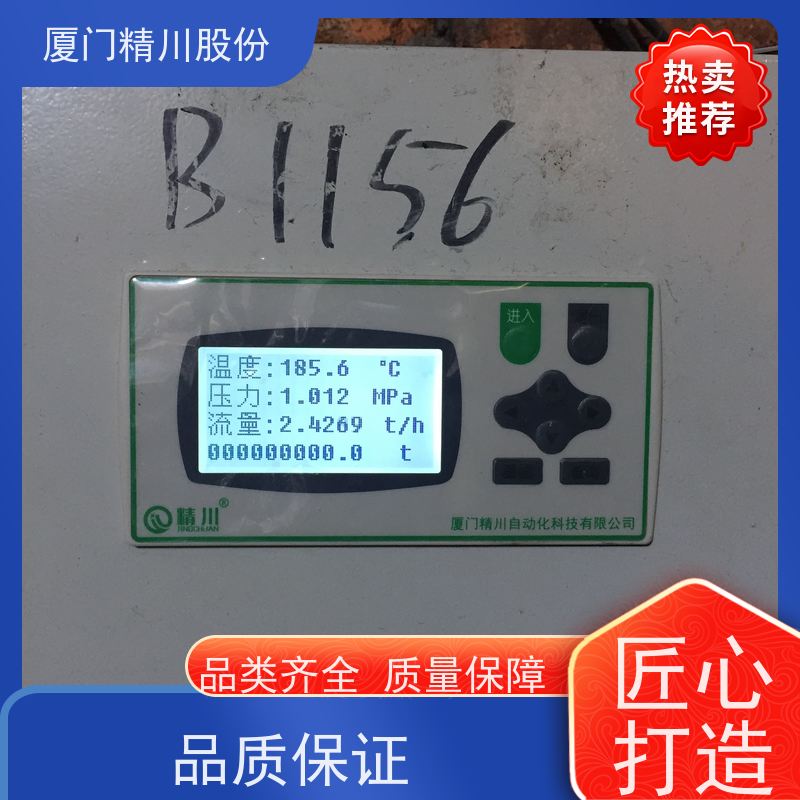 厦门精川股份
热卖
推荐
B1156
进入
温度:185.6 ℃
压力:1.012 MPa
流量:2.4269 t/h
000000000.0 t
精川®
JINGCHUAN
厦门精川自动化科技有限公司
品类齐全 质量保障
匠心
打造
品质保证